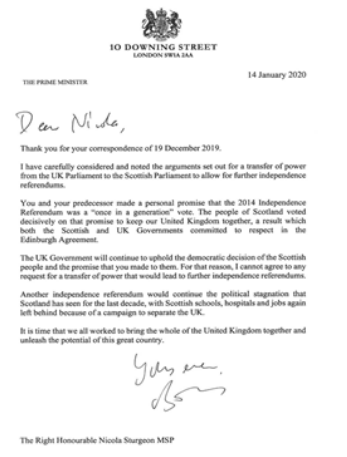 10 DOWNING STREET
LONDON SW1A 2AA
14 January 2020
THE PRIME MINISTER
Dear Nicola,
Thank you for your correspondence of 19 December 2019.
I have carefully considered and noted the arguments set out for a transfer of power
from the UK Parliament to the Scottish Parliament to allow for further independence
referendums.
You and your predecessor made a personal promise that the 2014 Independence
Referendum was a “once in a generation” vote. The people of Scotland voted
decisively on that promise to keep our United Kingdom together, a result which
both the Scottish and UK Governments committed to respect in the
Edinburgh Agreement.
The UK Government will continue to uphold the democratic decision of the Scottish
people and the promise that you made to them. For that reason, I cannot agree to any
request for a transfer of power that would lead to further independence referendums.
Another independence referendum would continue the political stagnation that
Scotland has seen for the last decade, with Scottish schools, hospitals and jobs again
left behind because of a campaign to separate the UK.
It is time that we all worked to bring the whole of the United Kingdom together and
unleash the potential of this great country.
Yours ever,
The Right Honourable Nicola Sturgeon MSP